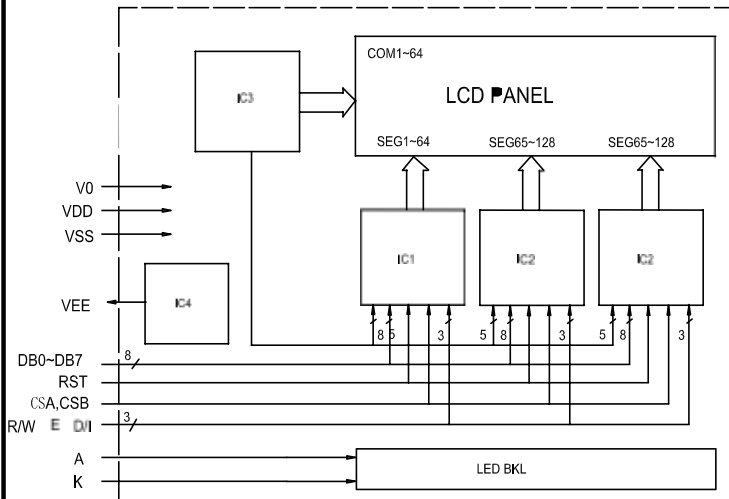 COM1~64
IC3
LCD PANEL
SEG1~64 SEG65~128 SEG65~128
V0
VDD
VSS
IC1 IC2 IC2
VEE
IC4
8 5 3 5 8 3 5 8 3
DB0~DB7 8
RST
CSA,CSB
R/W E D/I 3
A
LED BKL
K